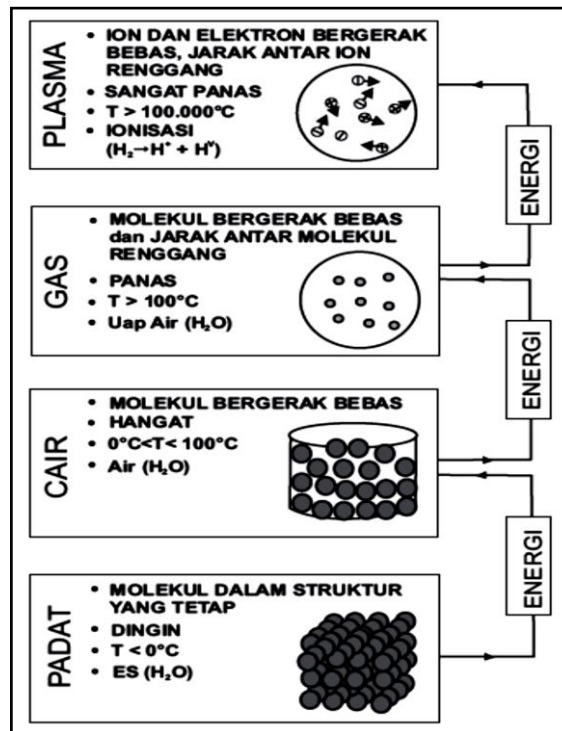 PLASMA
• ION DAN ELEKTRON BERGERAK
BEBAS, JARAK ANTAR ION
RENGGANG
• SANGAT PANAS
• T > 100.000°C
• IONISASI
(H₂→H⁺ + Hᵛ)
ENERGI
GAS
• MOLEKUL BERGERAK BEBAS
dan JARAK ANTAR MOLEKUL
RENGGANG
• PANAS
• T > 100°C
• Uap Air (H₂O)
ENERGI
CAIR
• MOLEKUL BERGERAK BEBAS
• HANGAT
• 0°C<T< 100°C
• Air (H₂O)
ENERGI
PADAT
• MOLEKUL DALAM STRUKTUR
YANG TETAP
• DINGIN
• T < 0°C
• ES (H₂O)